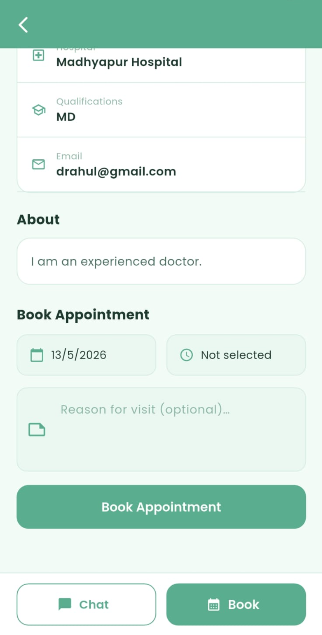 Hospital
Madhyapur Hospital
Qualifications
MD
Email
drahul@gmail.com
About
I am an experienced doctor.
Book Appointment
13/5/2026
Not selected
Reason for visit (optional)...
Book Appointment
Chat
Book